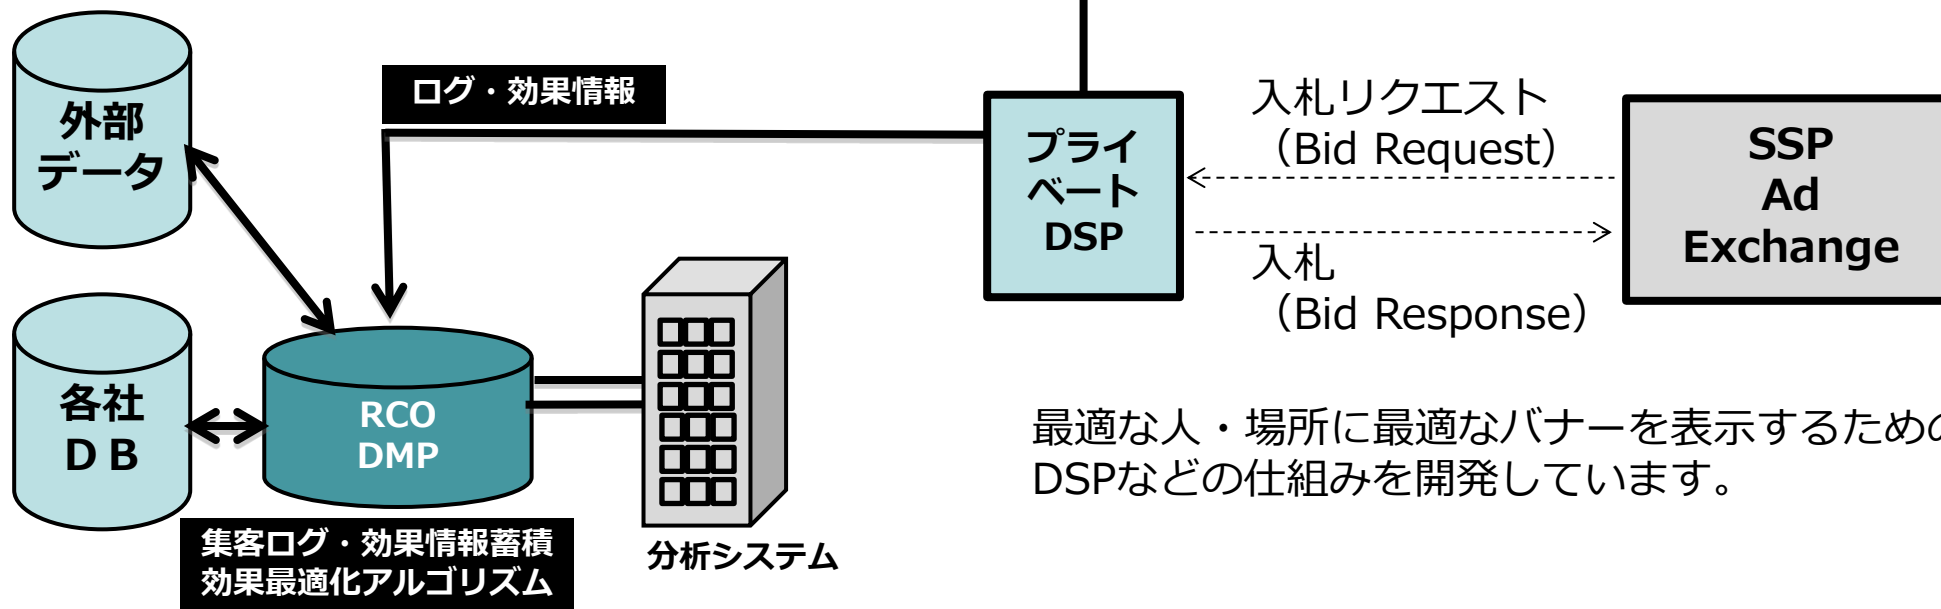 外部
データ
ログ・効果情報
プライ
ベート
DSP
入札リクエスト
（Bid Request）
入札
（Bid Response）
SSP
Ad
Exchange
各社
ＤＢ
RCO
DMP
集客ログ・効果情報蓄積
効果最適化アルゴリズム
分析システム
最適な人・場所に最適なバナーを表示するための
DSPなどの仕組みを開発しています。